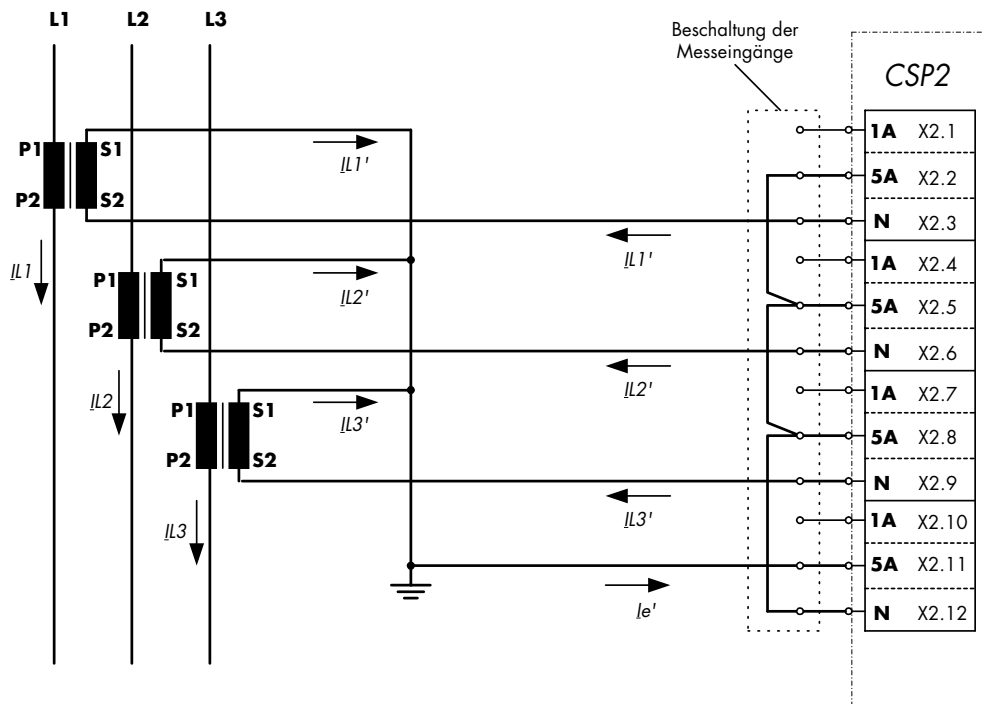 L1 L2 L3
Beschaltung der
Messeingänge
CSP2
P1 S1
P2 S2
IL1'
IL1'
IL1
P1 S1
P2 S2
IL2'
IL2'
IL2
P1 S1
P2 S2
IL3'
IL3'
IL3
Ie'
1A X2.1
5A X2.2
N X2.3
1A X2.4
5A X2.5
N X2.6
1A X2.7
5A X2.8
N X2.9
1A X2.10
5A X2.11
N X2.12